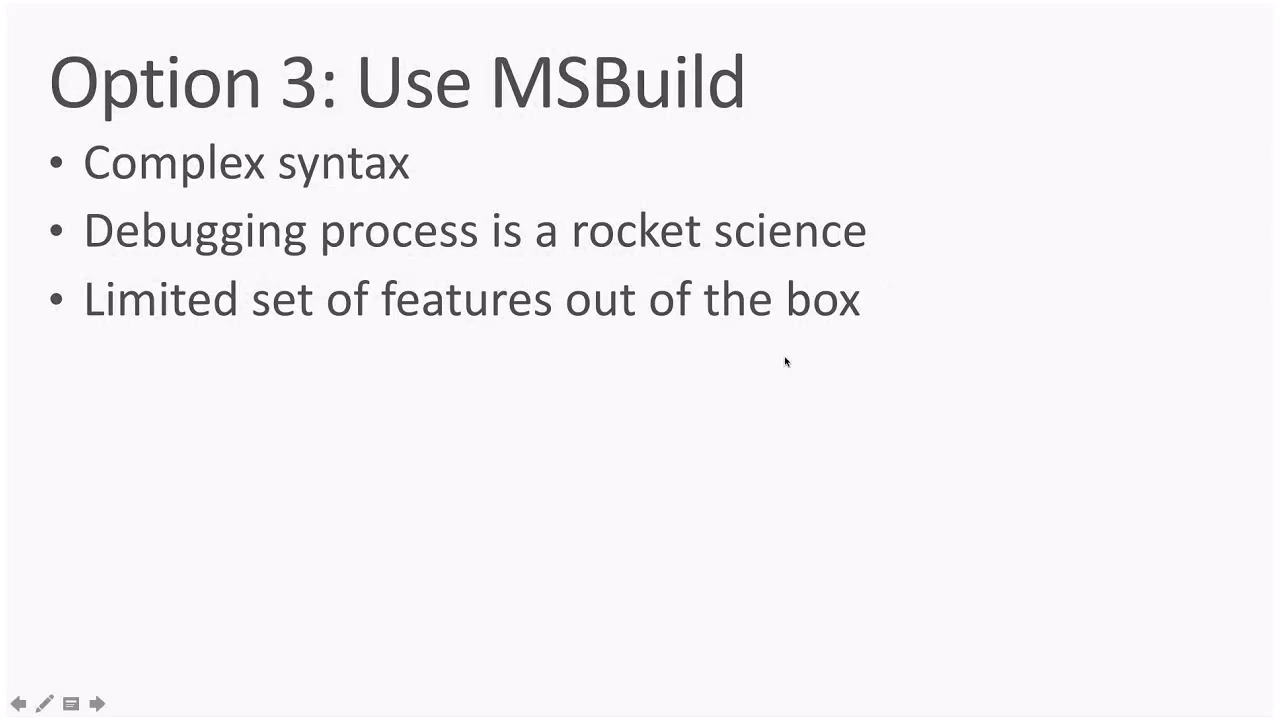 Option 3: Use MSBuild
• Complex syntax
• Debugging process is a rocket science
• Limited set of features out of the box